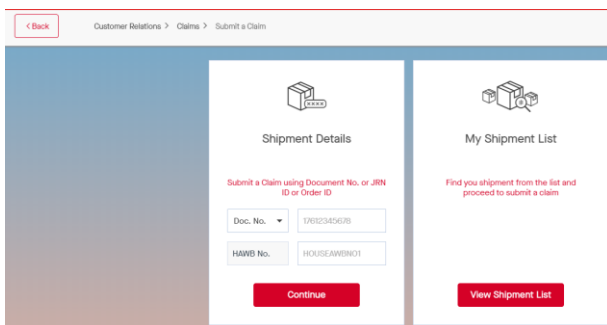 < Back
Customer Relations > Claims > Submit a Claim
****
Shipment Details
Submit a Claim using Document No. or JRN
ID or Order ID
Doc. No.
17612345678
HAWB No.
HOUSEAWBNO1
Continue
My Shipment List
Find you shipment from the list and
proceed to submit a claim
View Shipment List